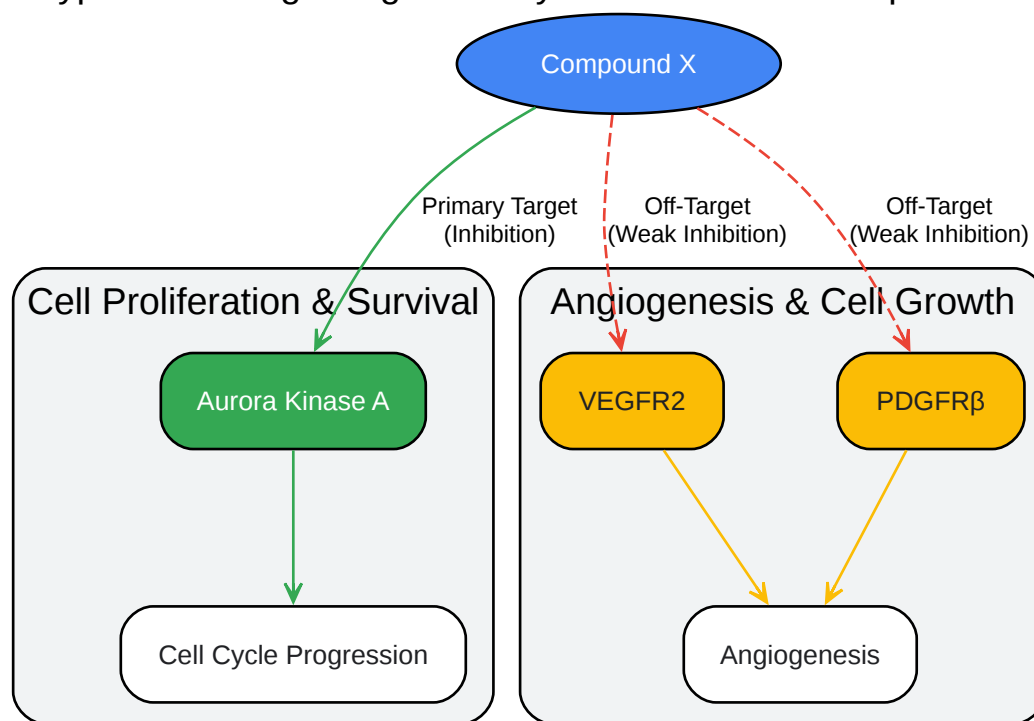 Compound X
Primary Target
(Inhibition)
Off-Target
(Weak Inhibition)
Off-Target
(Weak Inhibition)
Cell Proliferation & Survival
Angiogenesis & Cell Growth
Aurora Kinase A
VEGFR2
PDGFRβ
Cell Cycle Progression
Angiogenesis